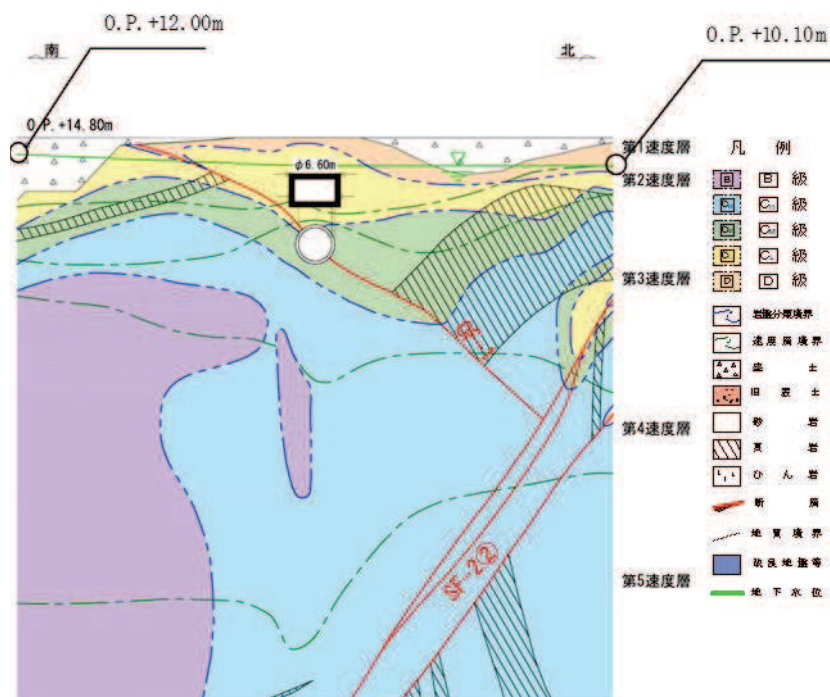 O.P.+12.00m
南
北
O.P.+10.10m
O.P.+14.80m
φ6.60m
第1速度層
第2速度層
第3速度層
第4速度層
第5速度層
SF-2②
凡例
B B 級
級
級
級
D D 級
岩盤分類境界
速度層境界
盛土
旧表土
砂岩
頁岩
ひん岩
断層
地質境界
改良地盤等
地下水位